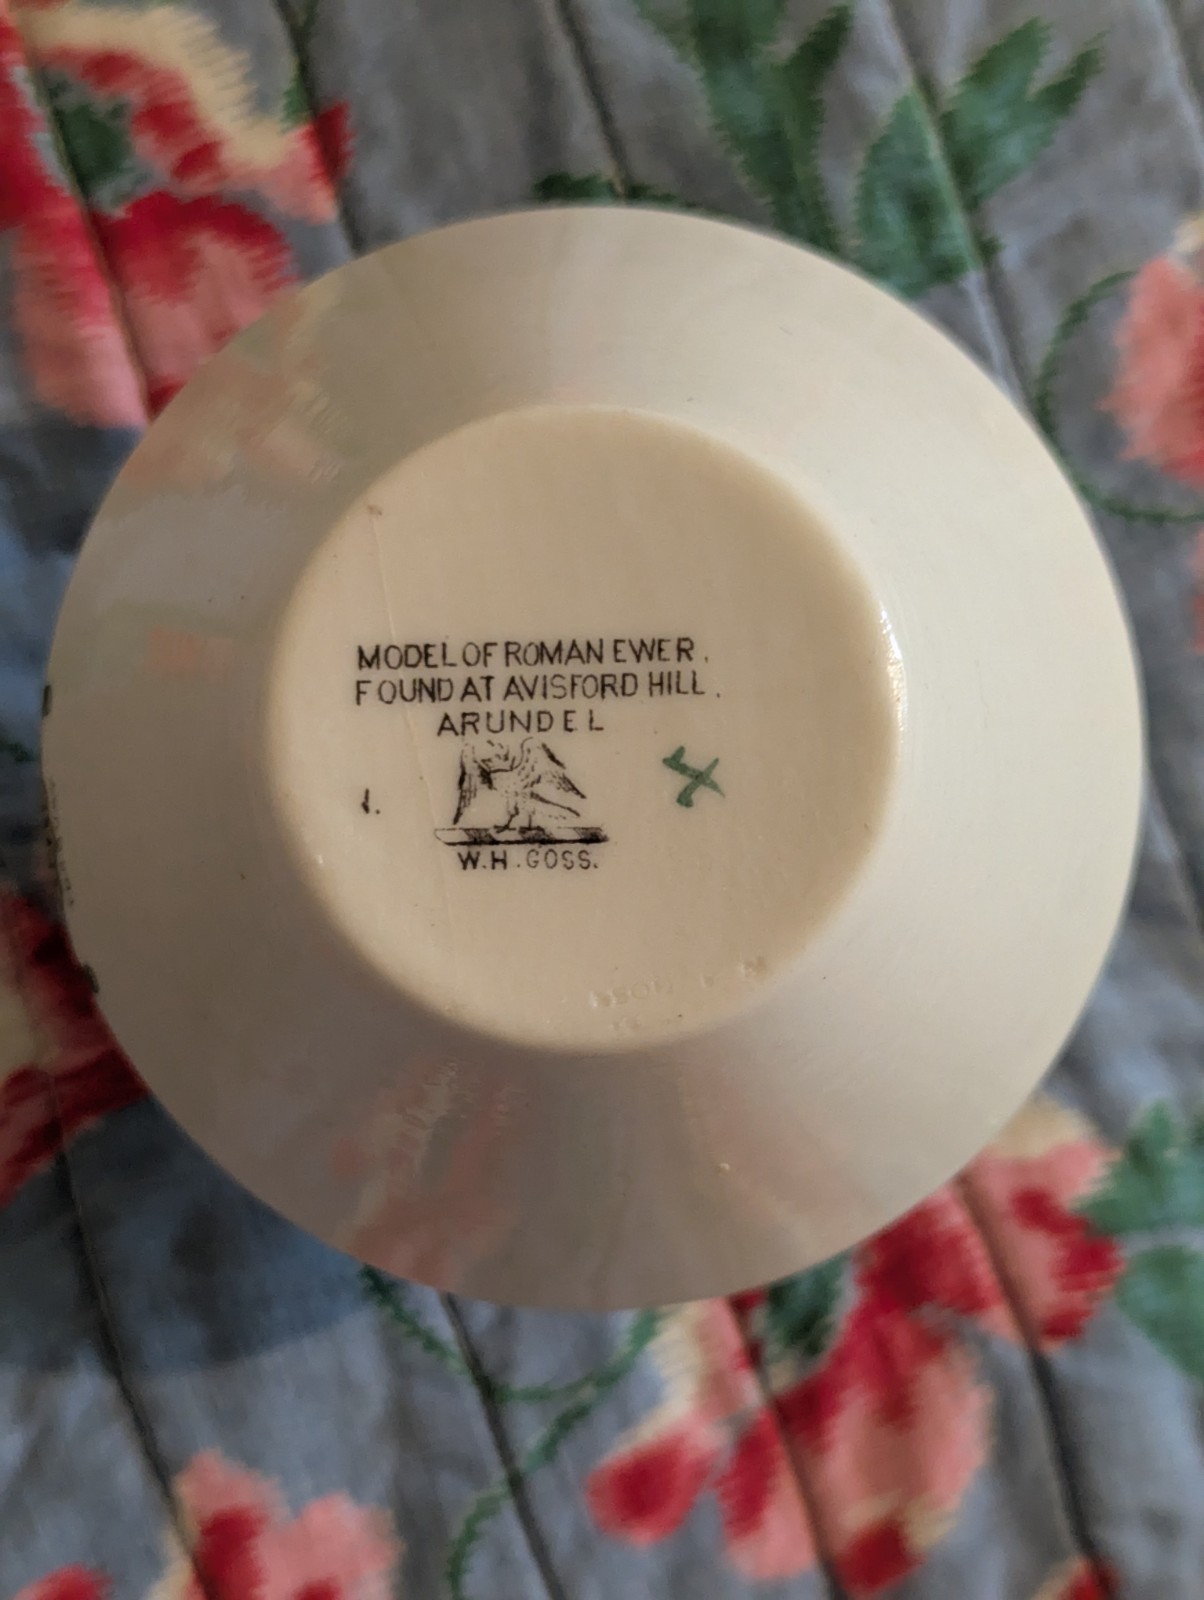 MODEL OF ROMAN EWER.
FOUND AT AVISFORD HILL.
ARUNDEL
W.H. GOSS.